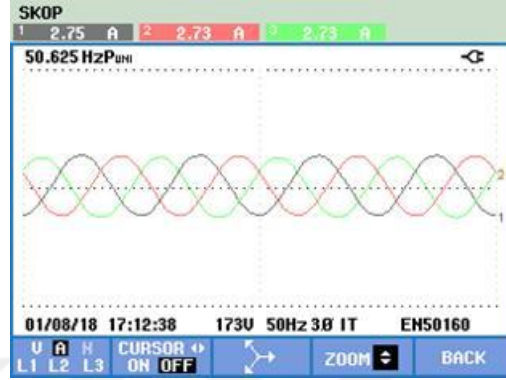 SKOP
1 2.75 A 2 2.73 A 3 2.73 A
50.625 HzPUNI
2
1
01/08/18 17:12:38 173V 50Hz 3Ø IT EN50160
V A H CURSOR ZOOM BACK
L1 L2 L3 ON OFF